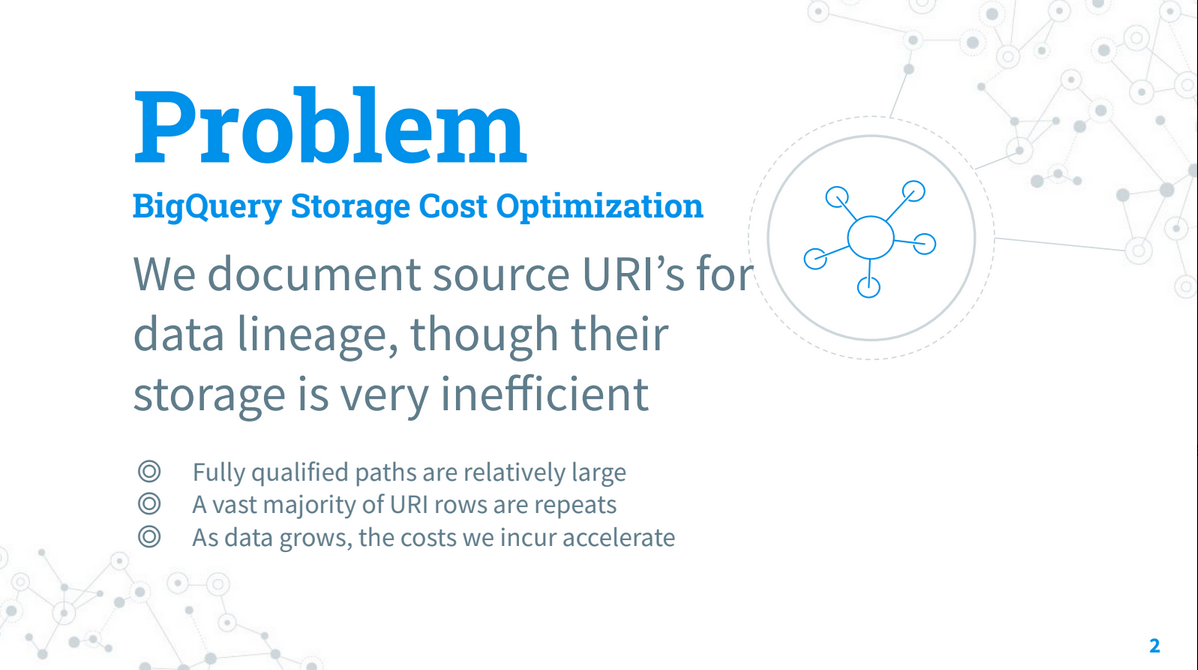 Problem
BigQuery Storage Cost Optimization
We document source URI’s for
data lineage, though their
storage is very inefficient
Fully qualified paths are relatively large
A vast majority of URI rows are repeats
As data grows, the costs we incur accelerate
2